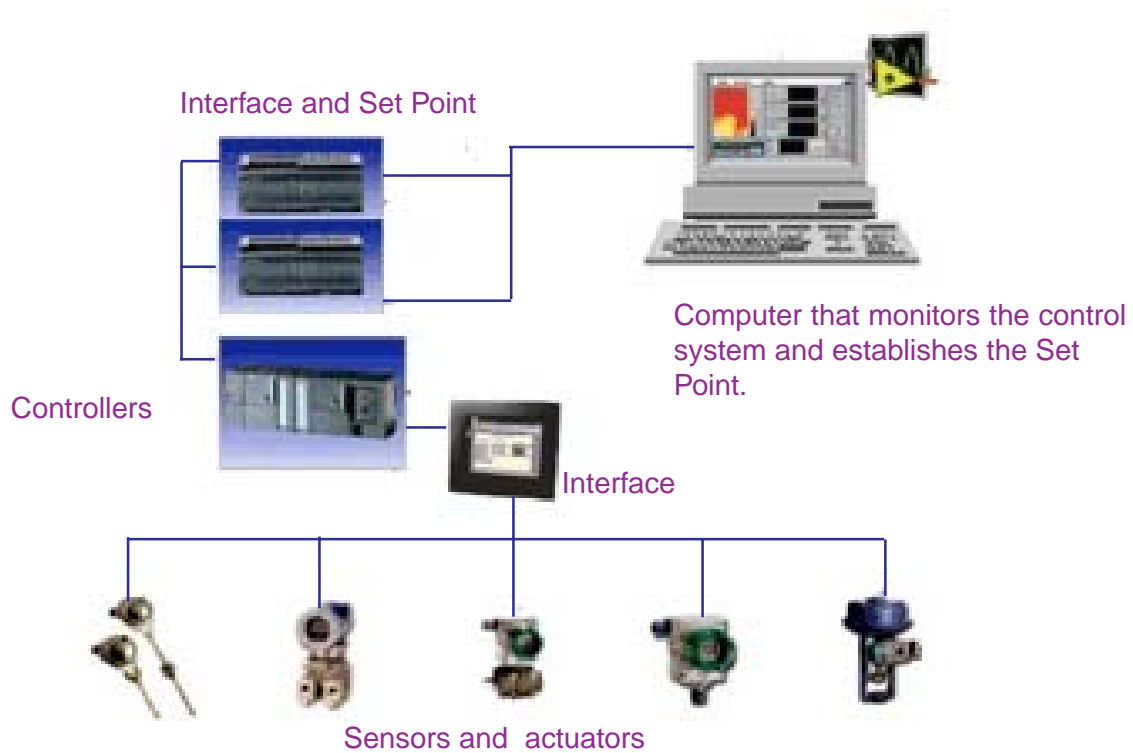 Interface and Set Point
Computer that monitors the control
system and establishes the Set
Point.
Controllers
Interface
Sensors and actuators